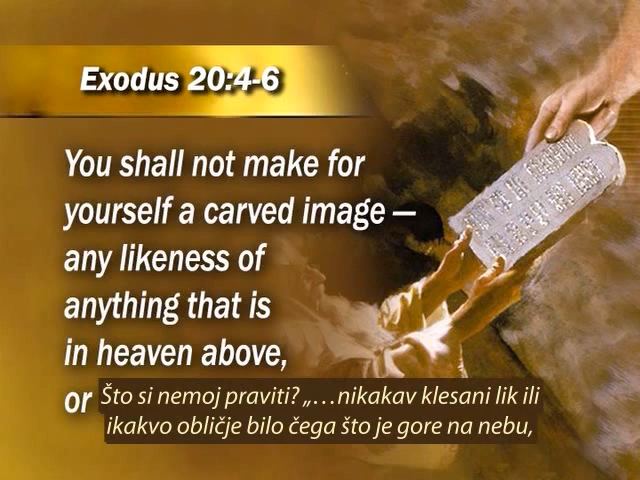 Exodus 20:4-6
You shall not make for
yourself a carved image —
any likeness of
anything that is
in heaven above,
or
Što si nemoj praviti? „…nikakav klesani lik ili
ikakvo obličje bilo čega što je gore na nebu,